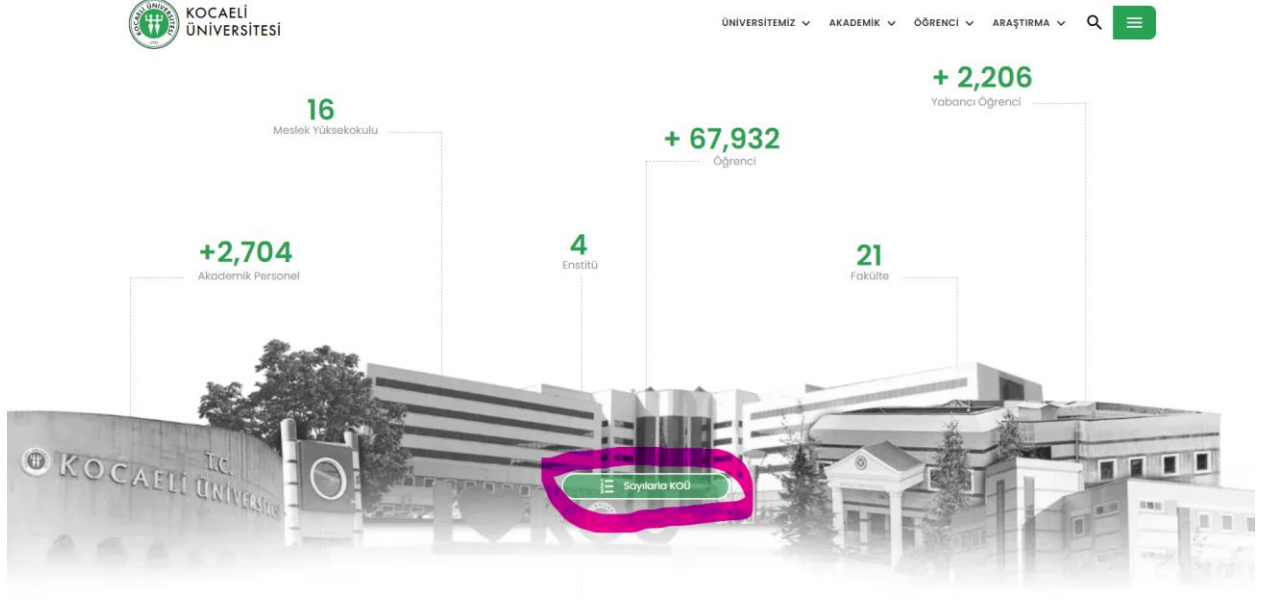 KOCAELİ
ÜNİVERSİTESİ
ÜNİVERSİTEMİZ
AKADEMİK
ÖĞRENCİ
ARAŞTIRMA
+ 2,206
Yabancı Öğrenci
16
Meslek Yüksekokulu
+ 67,932
Öğrenci
+2,704
Akademik Personel
4
Enstitü
21
Fakülte
T.C.
KOCAELİ ÜNİVERSİTESİ
Sayılarla KOÜ